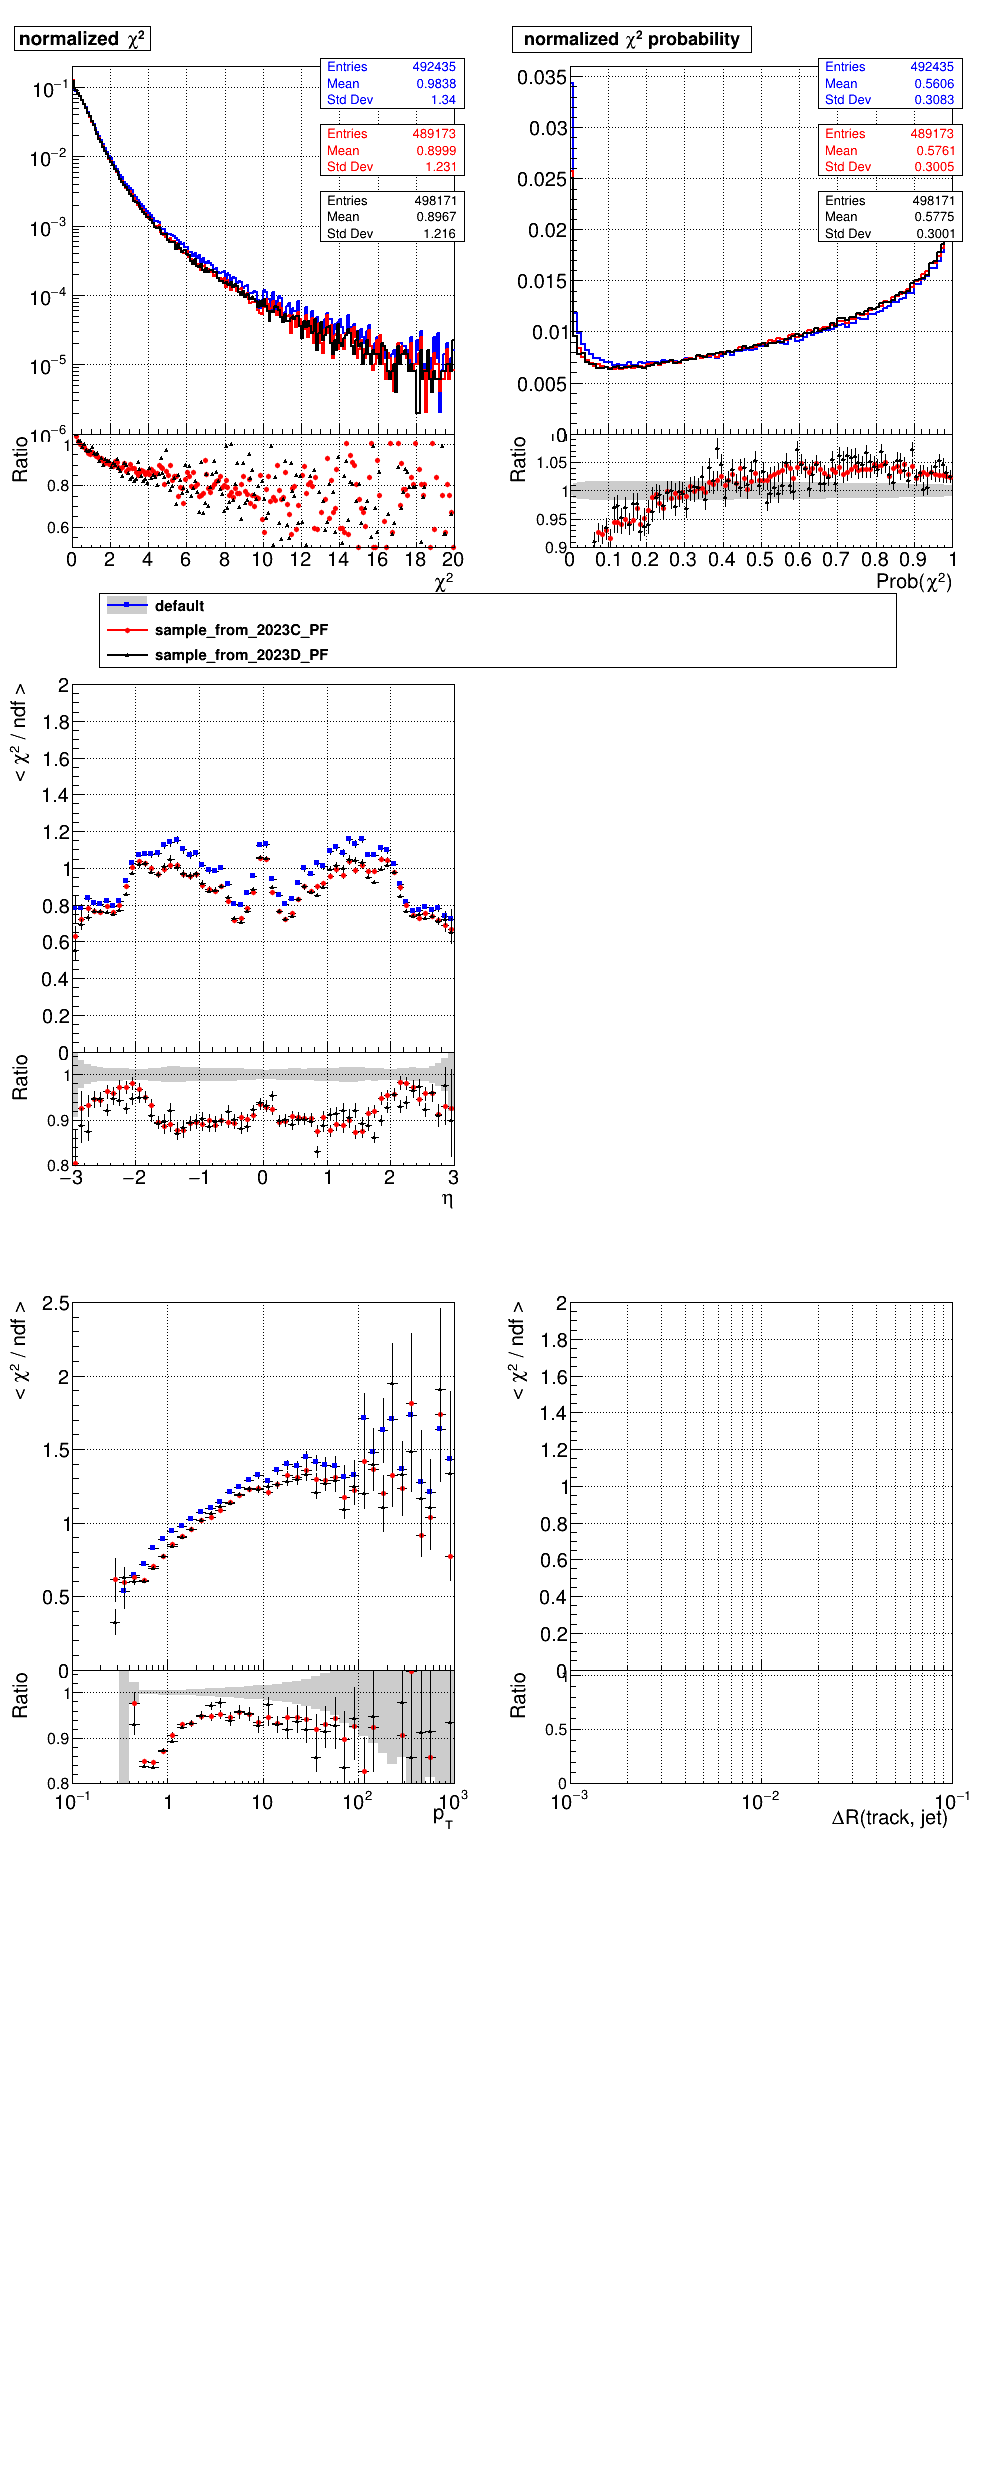 normalized χ²
Entries 492435
Mean 0.9838
Std Dev 1.34
Entries 489173
Mean 0.8999
Std Dev 1.231
Entries 498171
Mean 0.8967
Std Dev 1.216
10⁻¹
10⁻²
10⁻³
10⁻⁴
10⁻⁵
10⁻⁶
Ratio
1
0.8
0.6
0 2 4 6 8 10 12 14 16 18 20
χ²
normalized χ² probability
Entries 492435
Mean 0.5606
Std Dev 0.3083
Entries 489173
Mean 0.5761
Std Dev 0.3005
Entries 498171
Mean 0.5775
Std Dev 0.3001
0.035
0.03
0.025
0.02
0.015
0.01
0.005
0
Ratio
1.05
1
0.95
0.9
0 0.1 0.2 0.3 0.4 0.5 0.6 0.7 0.8 0.9 1
Prob(χ²)
default
sample_from_2023C_PF
sample_from_2023D_PF
< χ² / ndf >
2
1.8
1.6
1.4
1.2
1
0.8
0.6
0.4
0.2
0
Ratio
1
0.9
0.8
−3 −2 −1 0 1 2 3
η
< χ² / ndf >
2.5
2
1.5
1
0.5
0
Ratio
1
0.9
0.8
10⁻¹ 1 10 10² 10³
p_T
< χ² / ndf >
2
1.8
1.6
1.4
1.2
1
0.8
0.6
0.4
0.2
0
Ratio
1
0.5
0
10⁻³ 10⁻² 10⁻¹
ΔR(track, jet)